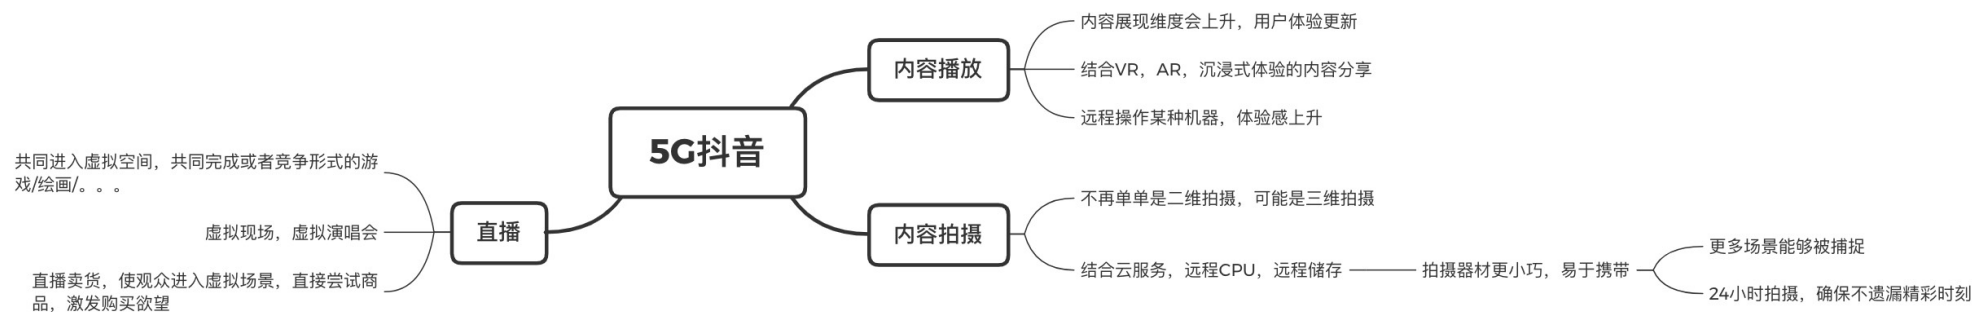 5G抖音
内容播放
内容展现维度会上升，用户体验更新
结合VR，AR，沉浸式体验的内容分享
远程操作某种机器，体验感上升
内容拍摄
不再单单是二维拍摄，可能是三维拍摄
结合云服务，远程CPU，远程储存
拍摄器材更小巧，易于携带
更多场景能够被捕捉
24小时拍摄，确保不遗漏精彩时刻
直播
共同进入虚拟空间，共同完成或者竞争形式的游
戏/绘画/。。。
虚拟现场，虚拟演唱会
直播卖货，使观众进入虚拟场景，直接尝试商
品，激发购买欲望